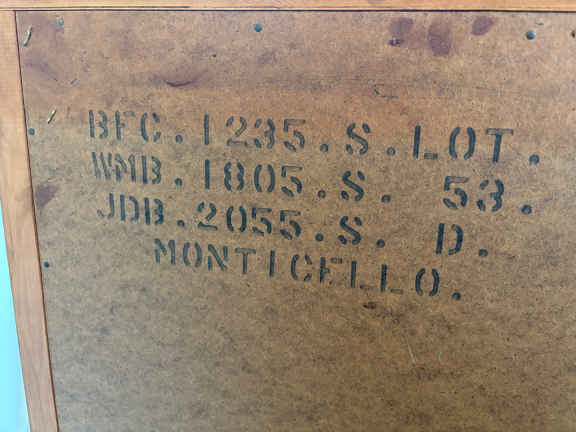 BFC.1235.S.LOT.
WMB.1805.S. 53.
JDB.2055.S. D.
MONTICELLO.